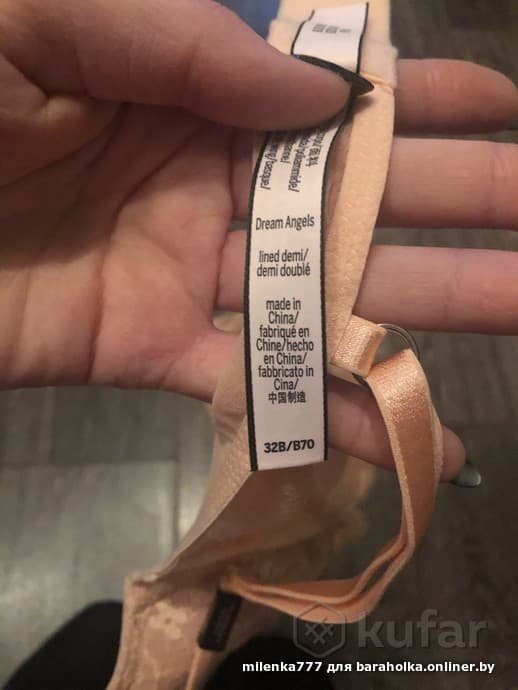 polyamide/
Dream Angels
lined demi/
demi doublé
made in
China/
fabriqué en
Chine/hecho
en China/
fabbricato in
Cina/
中国制造
32B/B70
kufar
milenka777 для baraholka.onliner.by